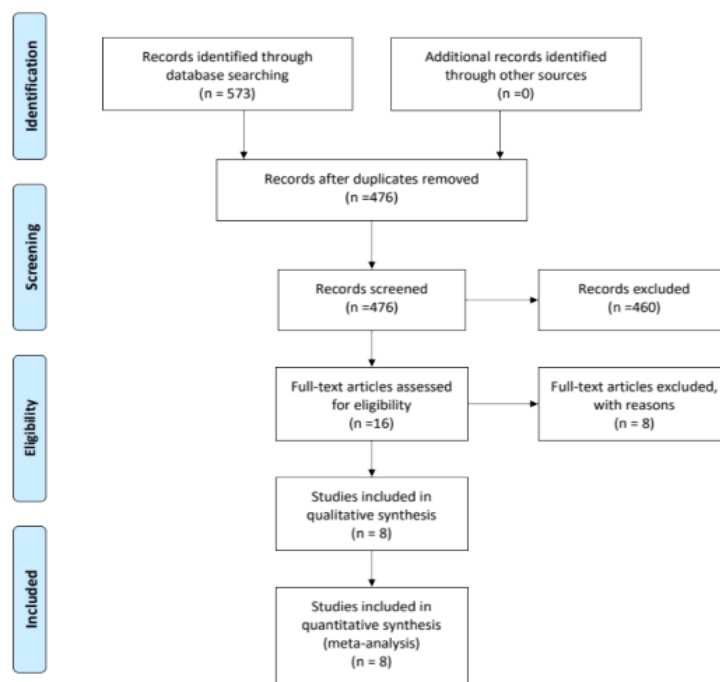 Identification
Records identified through
database searching
(n = 573)
Additional records identified
through other sources
(n =0)
Records after duplicates removed
(n =476)
Screening
Records screened
(n =476)
Records excluded
(n =460)
Eligibility
Full-text articles assessed
for eligibility
(n =16)
Full-text articles excluded,
with reasons
(n = 8)
Studies included in
qualitative synthesis
(n = 8)
Included
Studies included in
quantitative synthesis
(meta-analysis)
(n = 8)